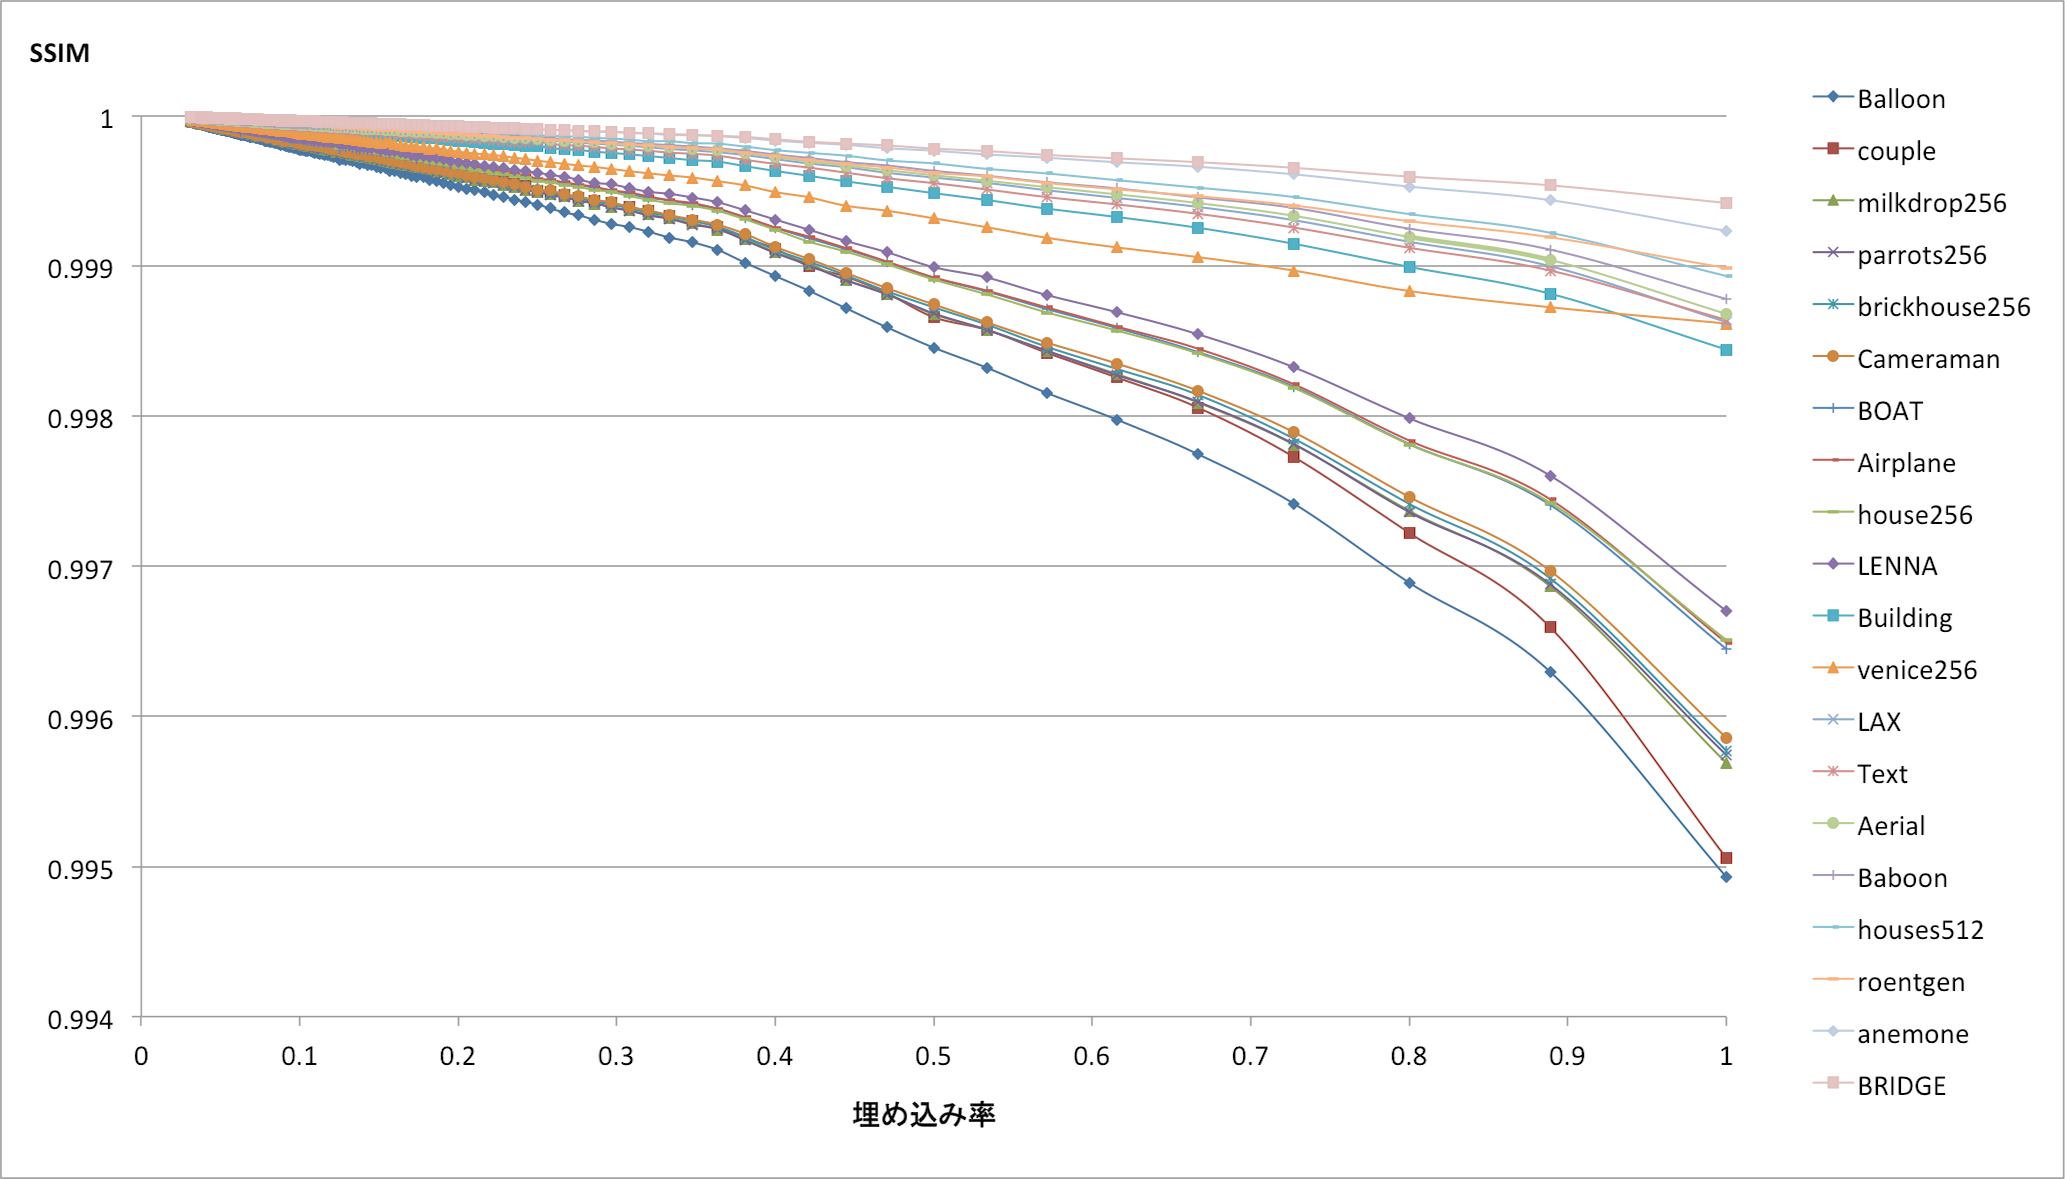 SSIM
1
0.999
0.998
0.997
0.996
0.995
0.994
0 0.1 0.2 0.3 0.4 0.5 0.6 0.7 0.8 0.9 1
埋め込み率
Balloon
couple
milkdrop256
parrots256
brickhouse256
Cameraman
BOAT
Airplane
house256
LENNA
Building
venice256
LAX
Text
Aerial
Baboon
houses512
roentgen
anemone
BRIDGE